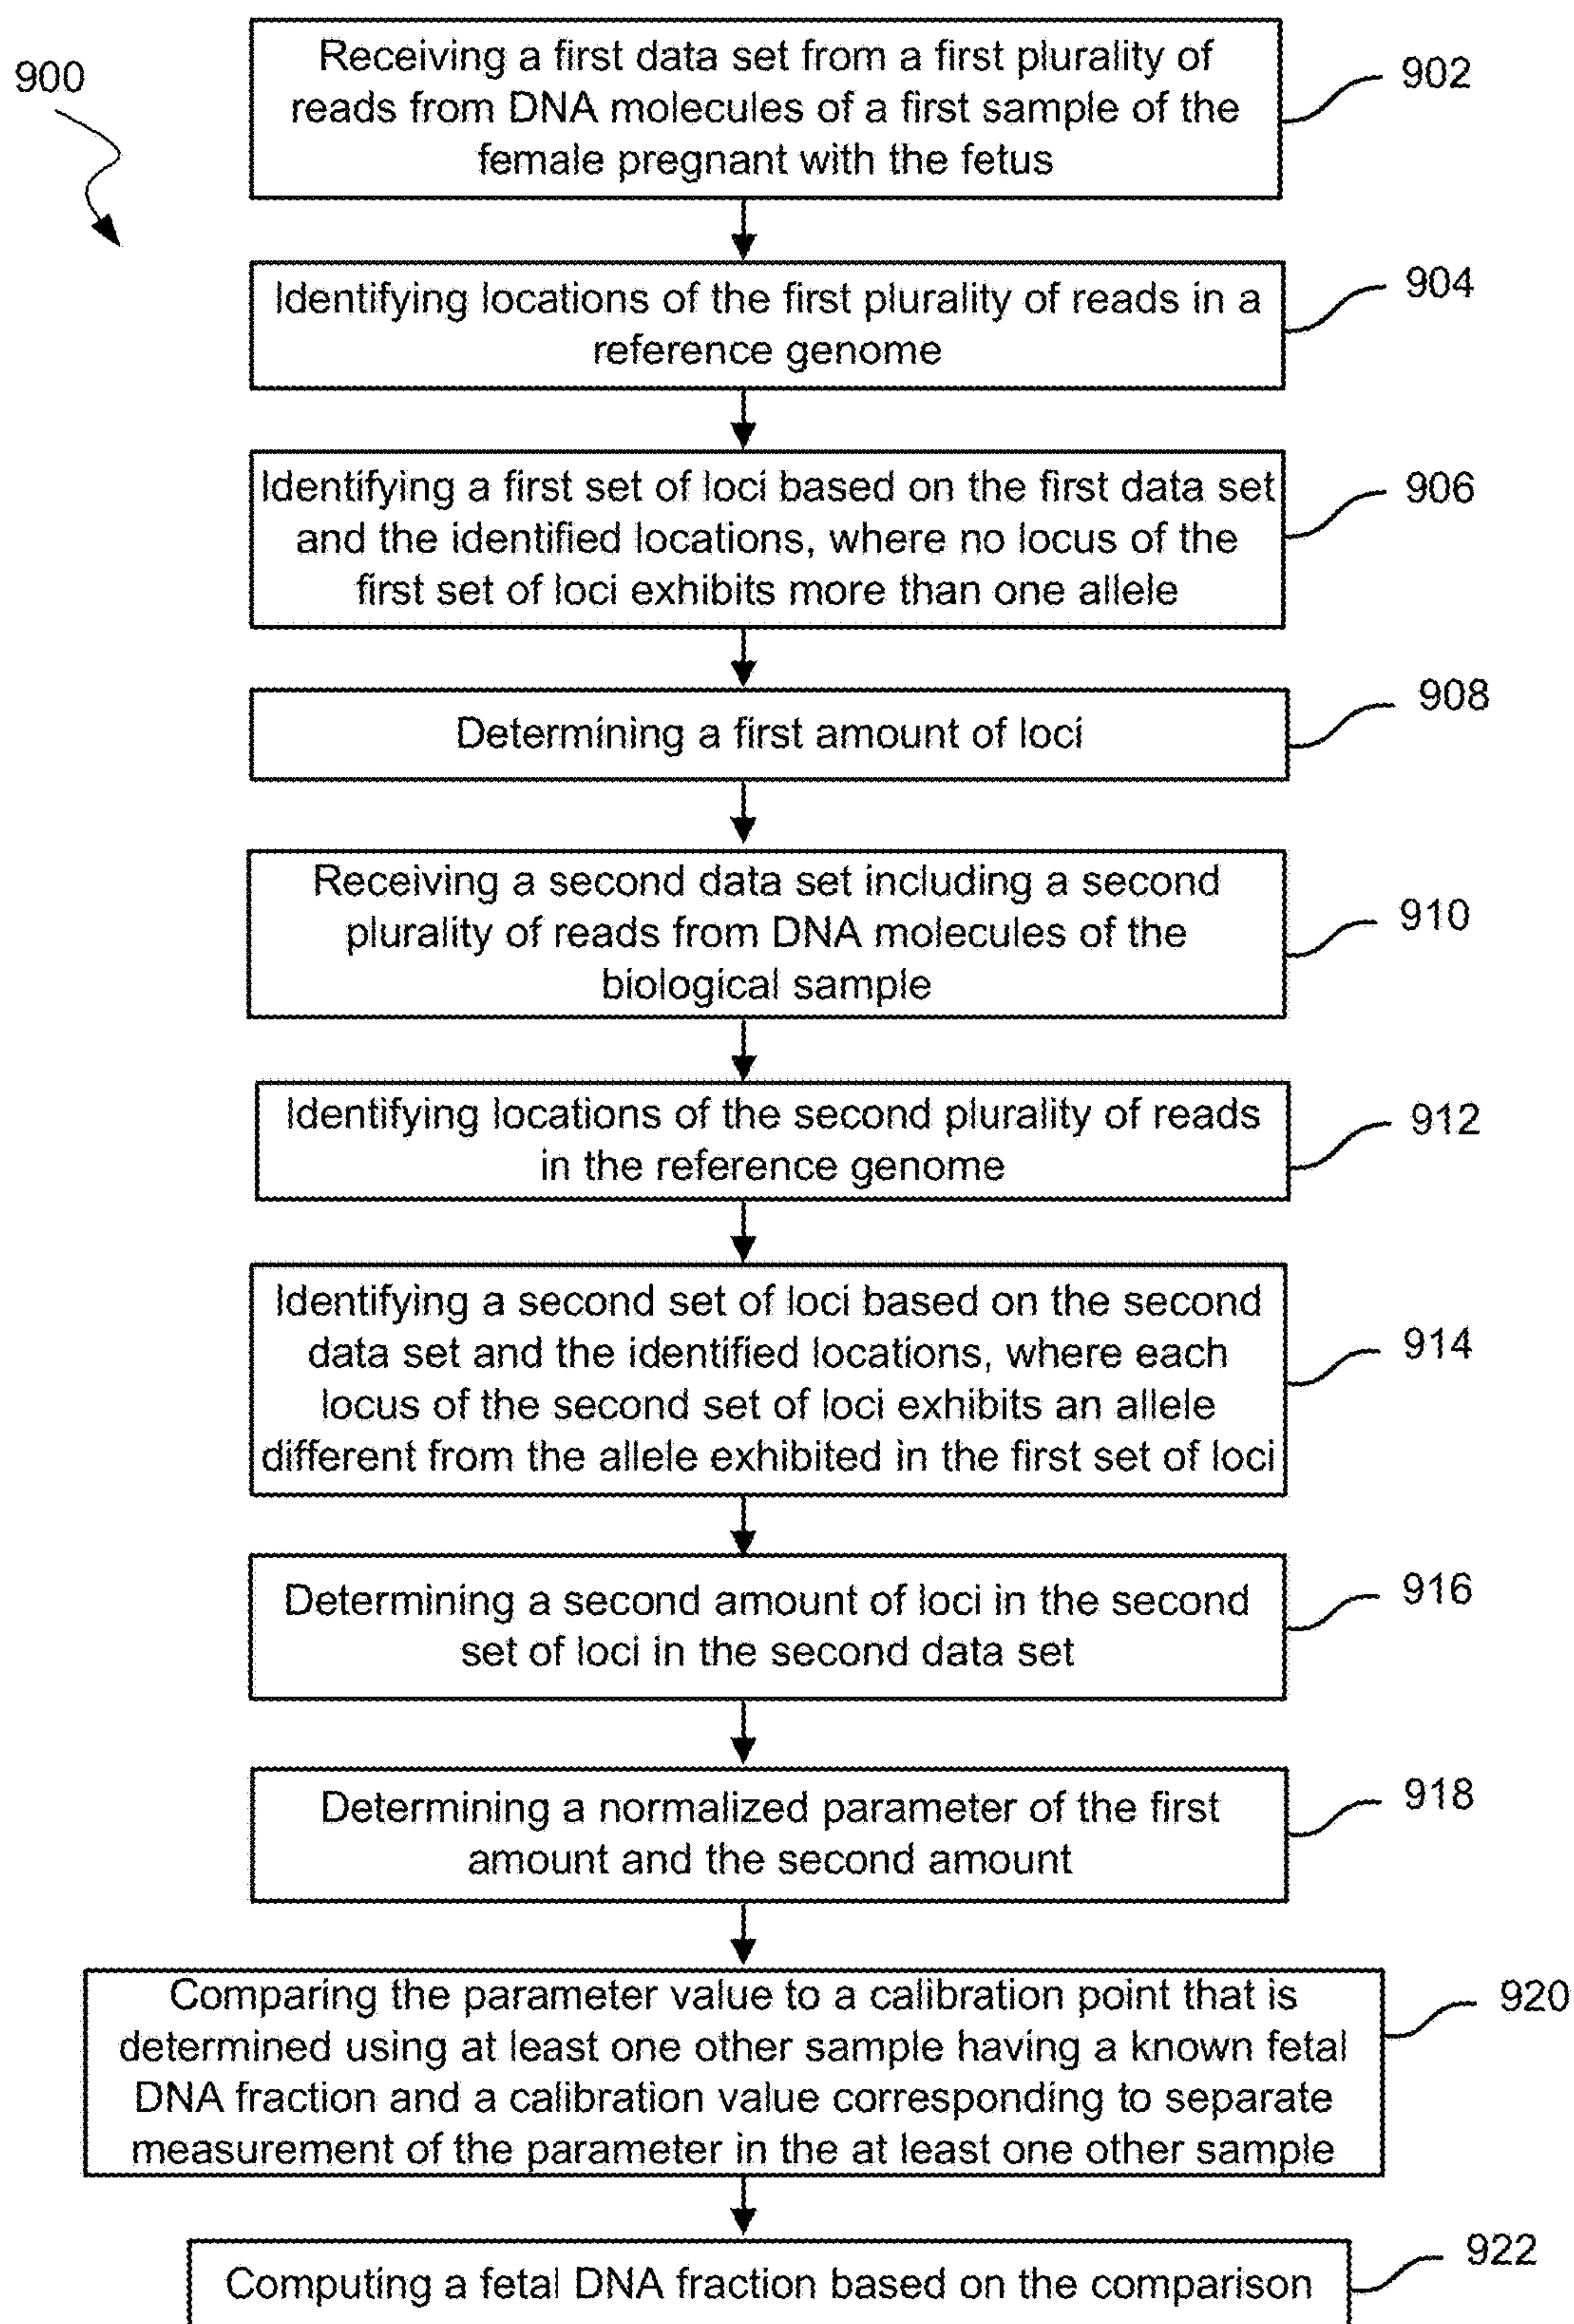 900
Receiving a first data set from a first plurality of
reads from DNA molecules of a first sample of the
female pregnant with the fetus
902
Identifying locations of the first plurality of reads in a
reference genome
904
Identifying a first set of loci based on the first data set
and the identified locations, where no locus of the
first set of loci exhibits more than one allele
906
Determining a first amount of loci
908
Receiving a second data set including a second
plurality of reads from DNA molecules of the
biological sample
910
Identifying locations of the second plurality of reads
in the reference genome
912
Identifying a second set of loci based on the second
data set and the identified locations, where each
locus of the second set of loci exhibits an allele
different from the allele exhibited in the first set of loci
914
Determining a second amount of loci in the second
set of loci in the second data set
916
Determining a normalized parameter of the first
amount and the second amount
918
Comparing the parameter value to a calibration point that is
determined using at least one other sample having a known fetal
DNA fraction and a calibration value corresponding to separate
measurement of the parameter in the at least one other sample
920
Computing a fetal DNA fraction based on the comparison
922